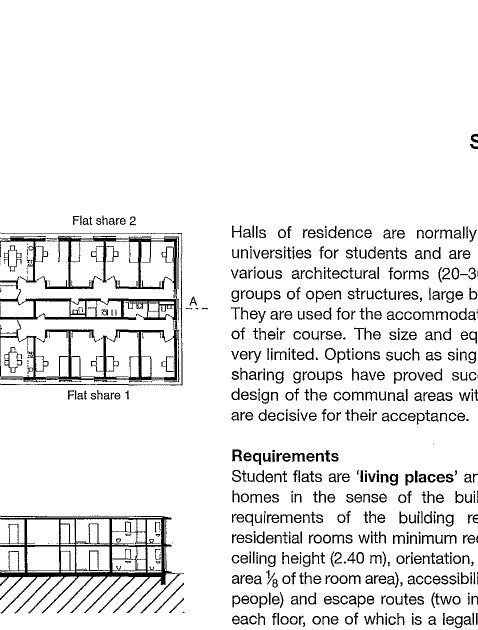 S
Flat share 2
A
Flat share 1
Halls of residence are normally
universities for students and are
various architectural forms (20–30
groups of open structures, large b
They are used for the accommodat
of their course. The size and eq
very limited. Options such as sing
sharing groups have proved suc
design of the communal areas wit
are decisive for their acceptance.
Requirements
Student flats are ‘living places’ an
homes in the sense of the buil
requirements of the building re
residential rooms with minimum req
ceiling height (2.40 m), orientation,
area ⅛ of the room area), accessibili
people) and escape routes (two in
each floor, one of which is a legall